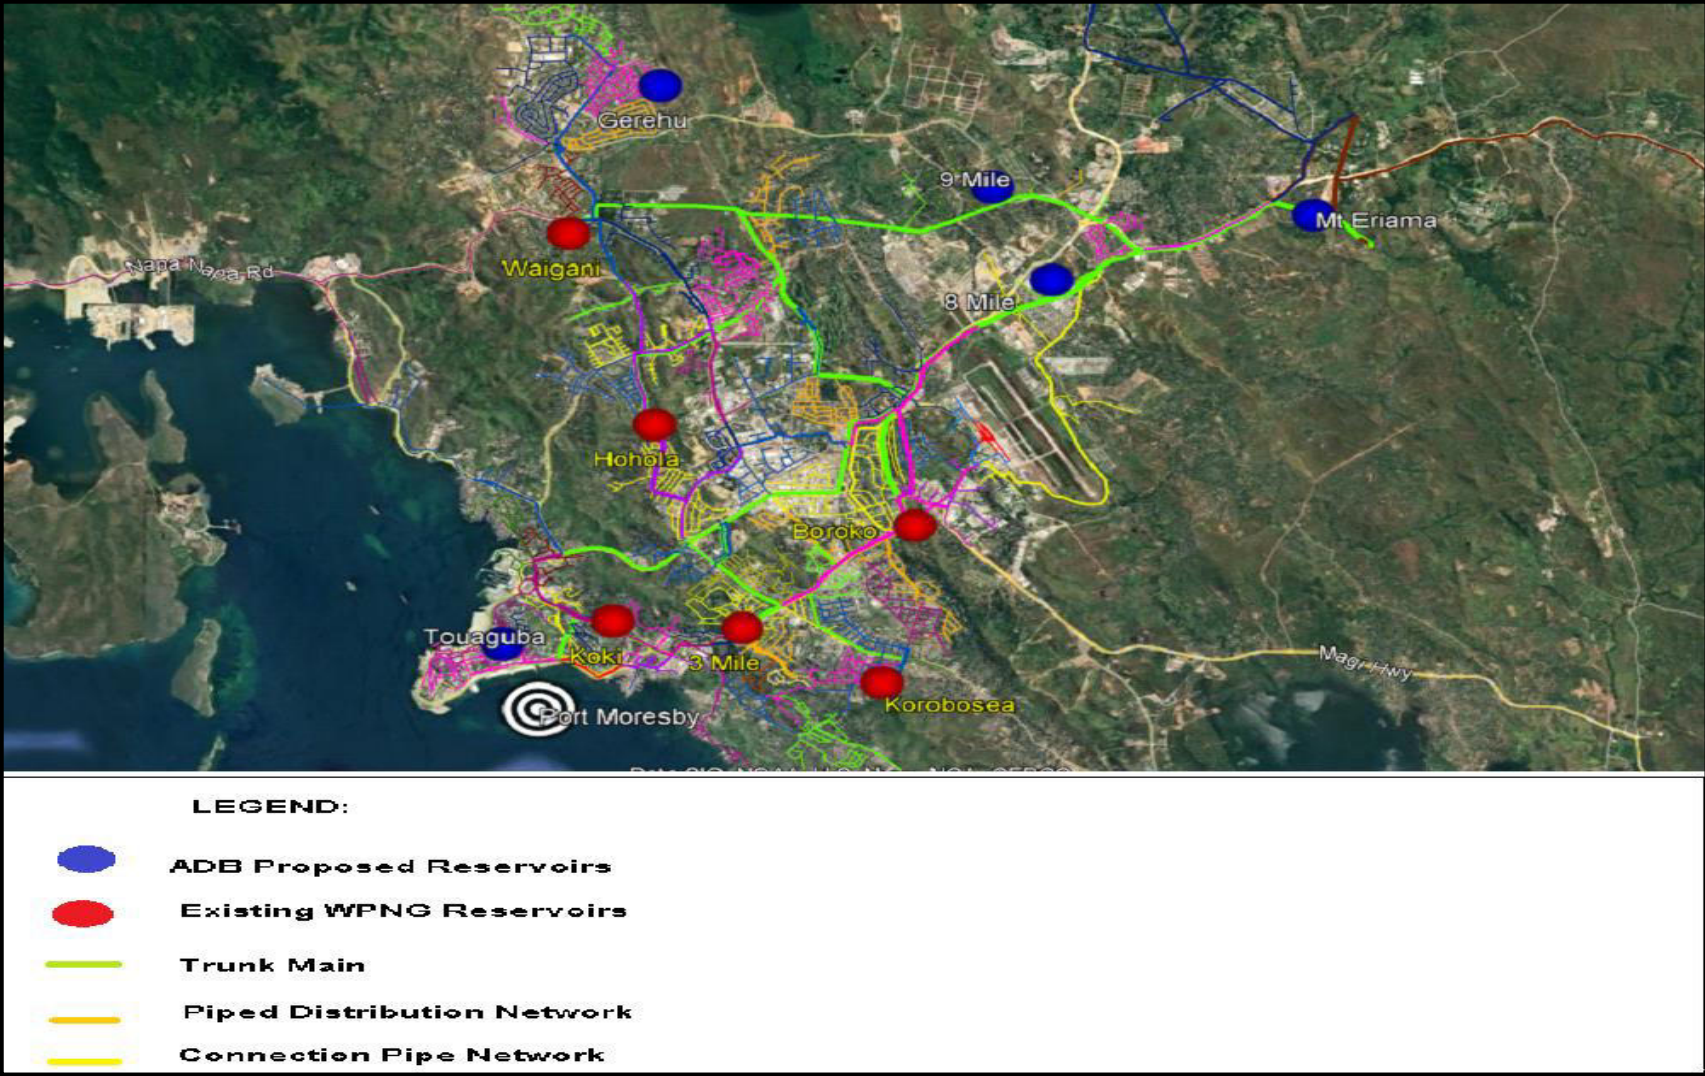 Gerehu
9 Mile
Mt Eriama
Waigani
Napa Napa Rd
8 Mile
Hohola
Boroko
Touaguba
Koki
3 Mile
Magi Hwy
Korobosea
Port Moresby
LEGEND:
ADB Proposed Reservoirs
Existing WPNG Reservoirs
Trunk Main
Piped Distribution Network
Connection Pipe Network